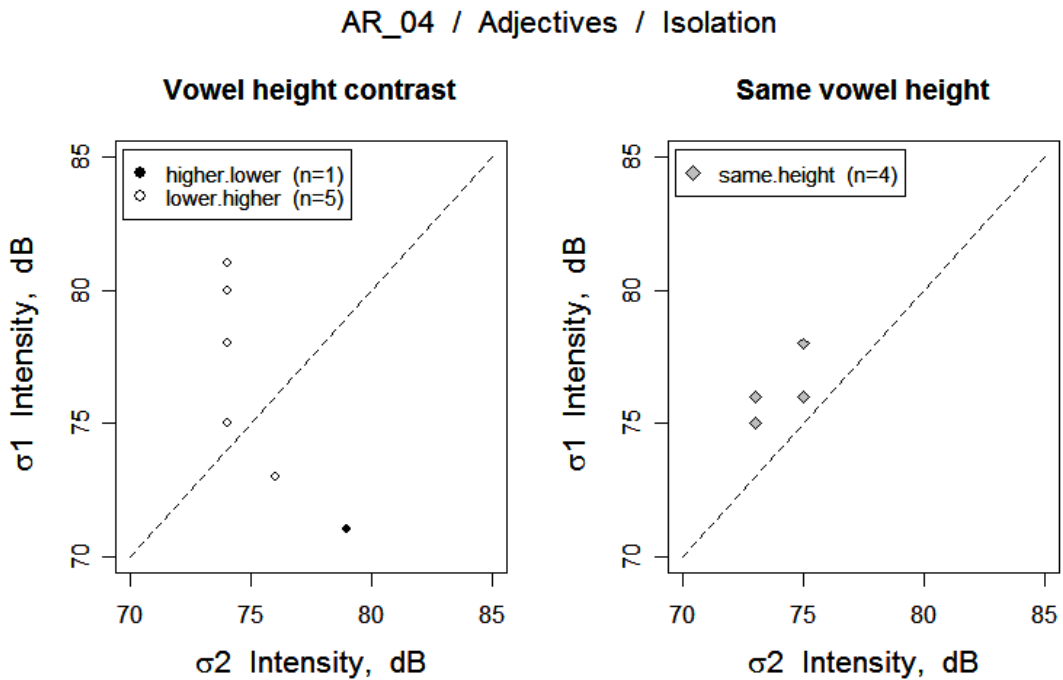 AR_04 / Adjectives / Isolation
Vowel height contrast
higher.lower (n=1)
lower.higher (n=5)
85
80
75
70
σ1 Intensity, dB
70 75 80 85
σ2 Intensity, dB
Same vowel height
same.height (n=4)
85
80
75
70
σ1 Intensity, dB
70 75 80 85
σ2 Intensity, dB